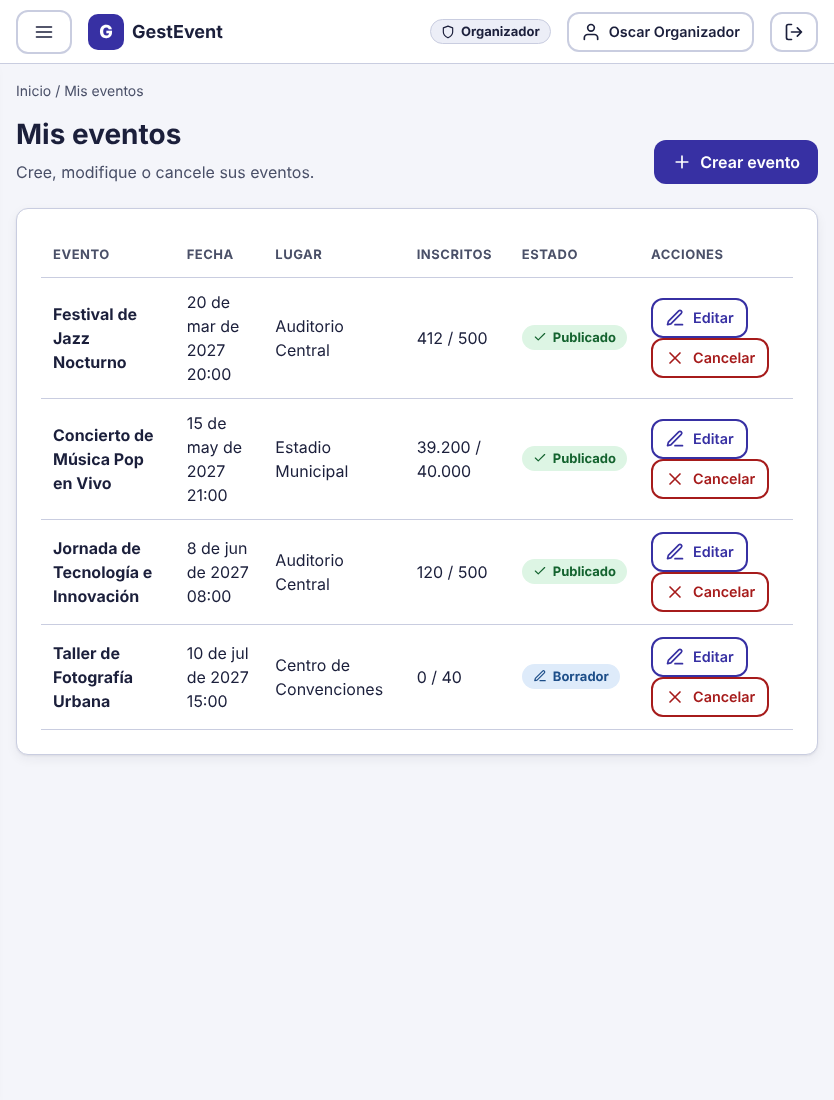 G GestEvent Organizador Oscar Organizador
Inicio / Mis eventos
Mis eventos
Cree, modifique o cancele sus eventos.
Crear evento
EVENTO FECHA LUGAR INSCRITOS ESTADO ACCIONES
Festival de
Jazz
Nocturno
20 de
mar de
2027
20:00
Auditorio
Central
412 / 500
Publicado
Editar
Cancelar
Concierto de
Música Pop
en Vivo
15 de
may de
2027
21:00
Estadio
Municipal
39.200 /
40.000
Publicado
Editar
Cancelar
Jornada de
Tecnología e
Innovación
8 de jun
de 2027
08:00
Auditorio
Central
120 / 500
Publicado
Editar
Cancelar
Taller de
Fotografía
Urbana
10 de jul
de 2027
15:00
Centro de
Convenciones
0 / 40
Borrador
Editar
Cancelar